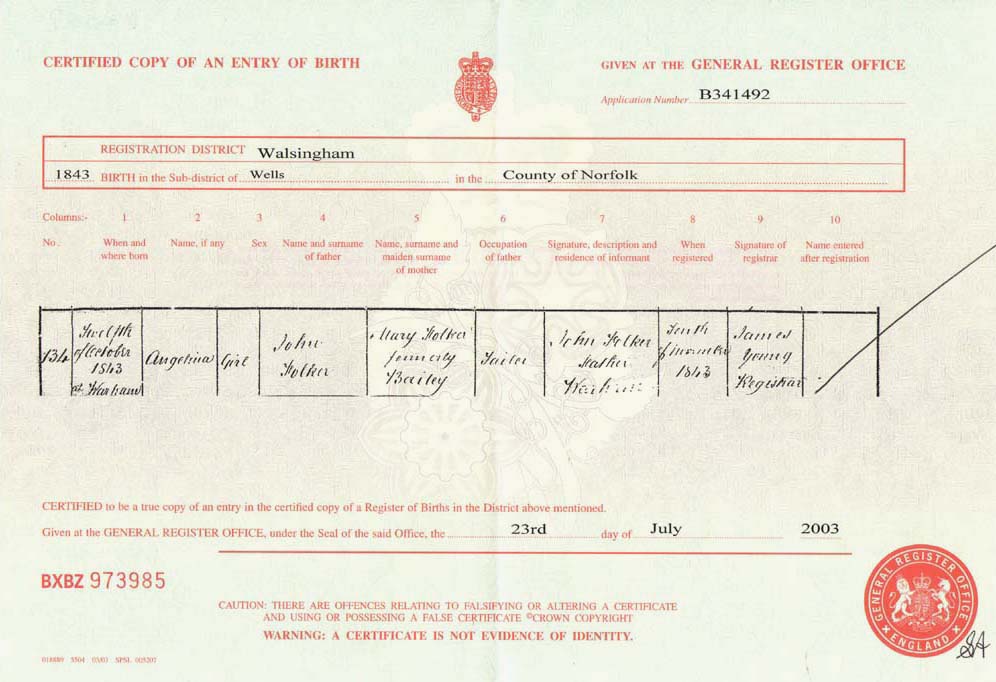 CERTIFIED COPY OF AN ENTRY OF BIRTH
GIVEN AT THE GENERAL REGISTER OFFICE
Application Number B341492
REGISTRATION DISTRICT Walsingham
1843 BIRTH in the Sub-district of Wells in the County of Norfolk
Columns:- 1 2 3 4 5 6 7 8 9 10
No. When and where born Name, if any Sex Name and surname of father Name, surname and maiden surname of mother Occupation of father Signature, description and residence of informant When registered Signature of registrar Name entered after registration
134
Twelfth
of October
1843
at Warham
Angelina
Girl
John
Folker
Mary Folker
formerly
Bailey
Tailor
John Folker
Father
Warham
Tenth
of November
1843
James
Young
Registrar
CERTIFIED to be a true copy of an entry in the certified copy of a Register of Births in the District above mentioned.
Given at the GENERAL REGISTER OFFICE, under the Seal of the said Office, the 23rd day of July 2003
BXBZ 973985
CAUTION: THERE ARE OFFENCES RELATING TO FALSIFYING OR ALTERING A CERTIFICATE
AND USING OR POSSESSING A FALSE CERTIFICATE ©CROWN COPYRIGHT
WARNING: A CERTIFICATE IS NOT EVIDENCE OF IDENTITY.
GENERAL REGISTER OFFICE
ENGLAND
018889 5504 03/03 SPSL 005207